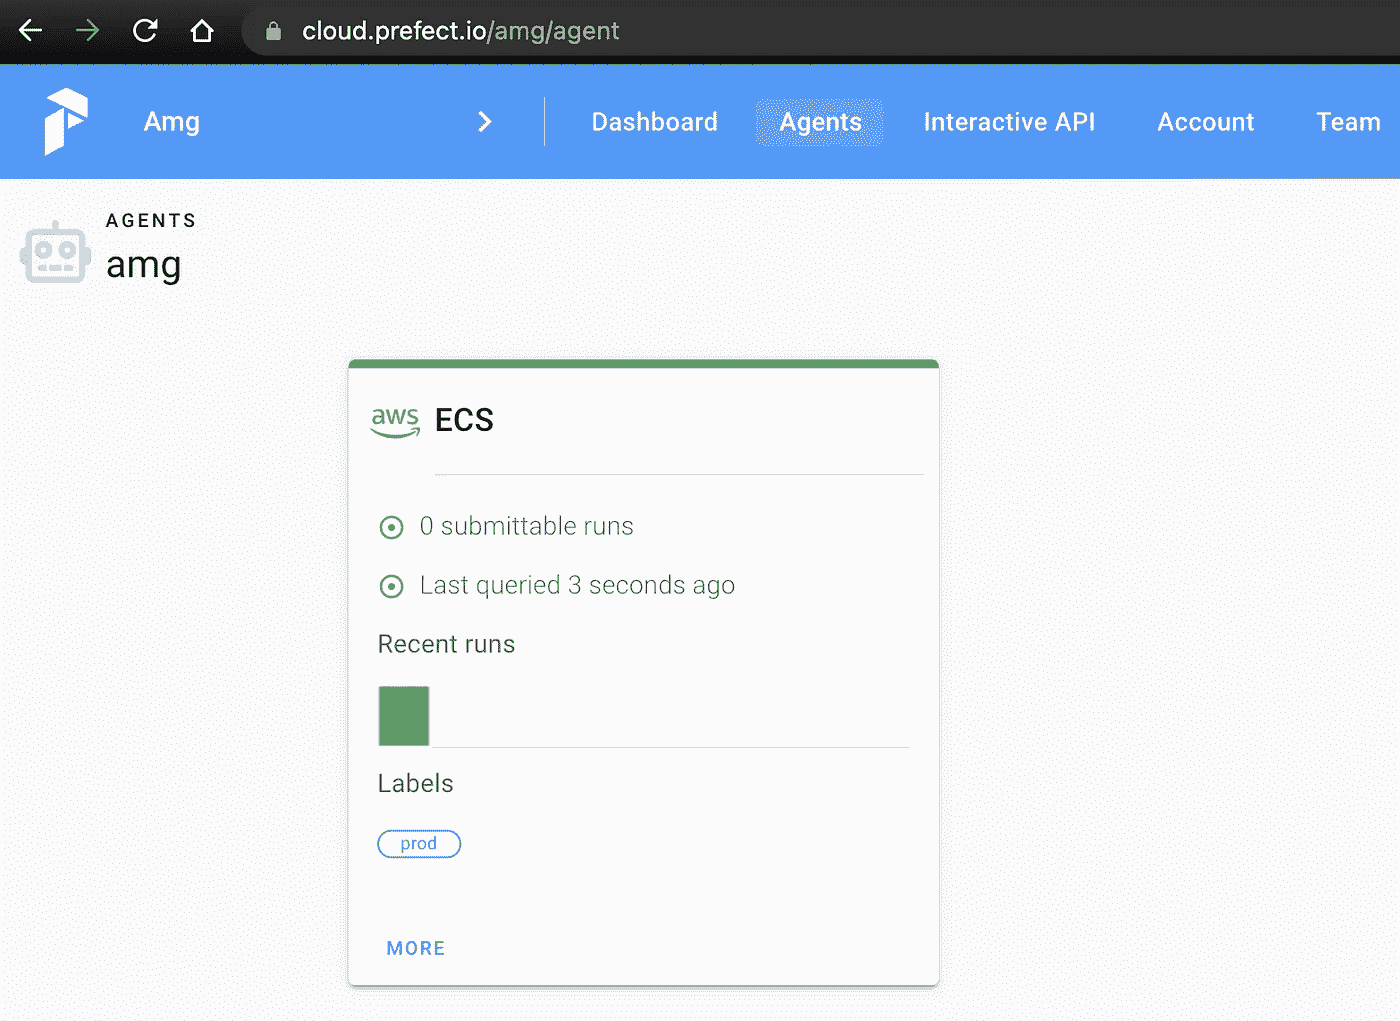 cloud.prefect.io/amg/agent
Amg Dashboard Agents Interactive API Account Team
AGENTS
amg
aws ECS
0 submittable runs
Last queried 3 seconds ago
Recent runs
Labels
prod
MORE